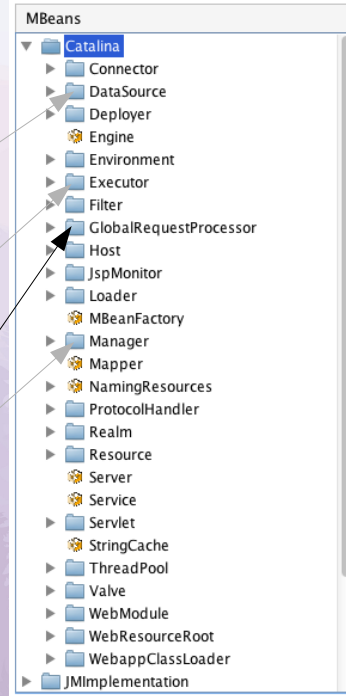 MBeans
Catalina
Connector
DataSource
Deployer
Engine
Environment
Executor
Filter
GlobalRequestProcessor
Host
JspMonitor
Loader
MBeanFactory
Manager
Mapper
NamingResources
ProtocolHandler
Realm
Resource
Server
Service
Servlet
StringCache
ThreadPool
Valve
WebModule
WebResourceRoot
WebappClassLoader
JMImplementation